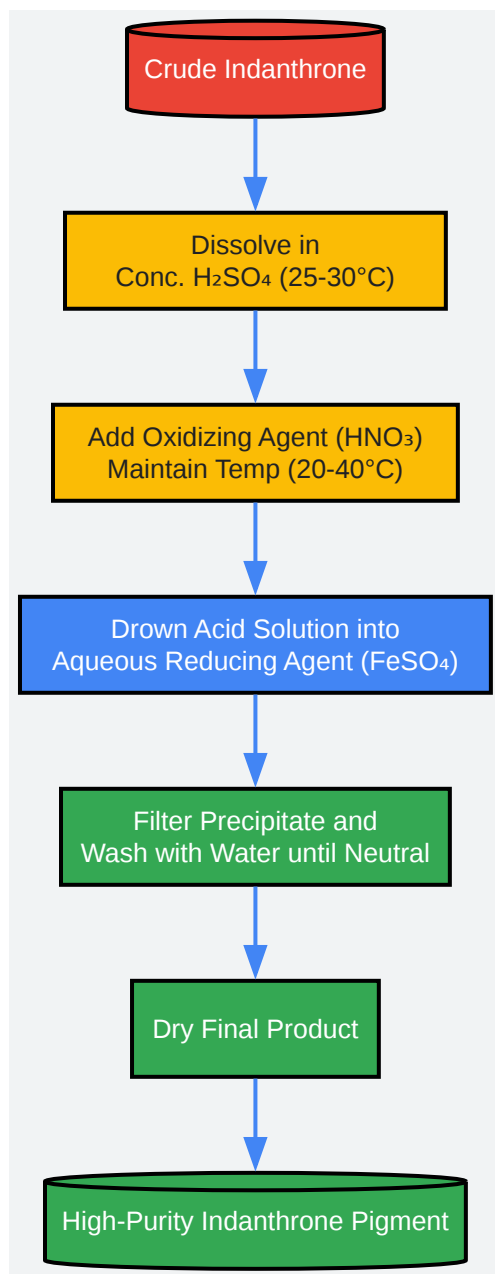 Crude Indanthrone
Dissolve in
Conc. H₂SO₄ (25-30°C)
Add Oxidizing Agent (HNO₃)
Maintain Temp (20-40°C)
Drown Acid Solution into
Aqueous Reducing Agent (FeSO₄)
Filter Precipitate and
Wash with Water until Neutral
Dry Final Product
High-Purity Indanthrone Pigment